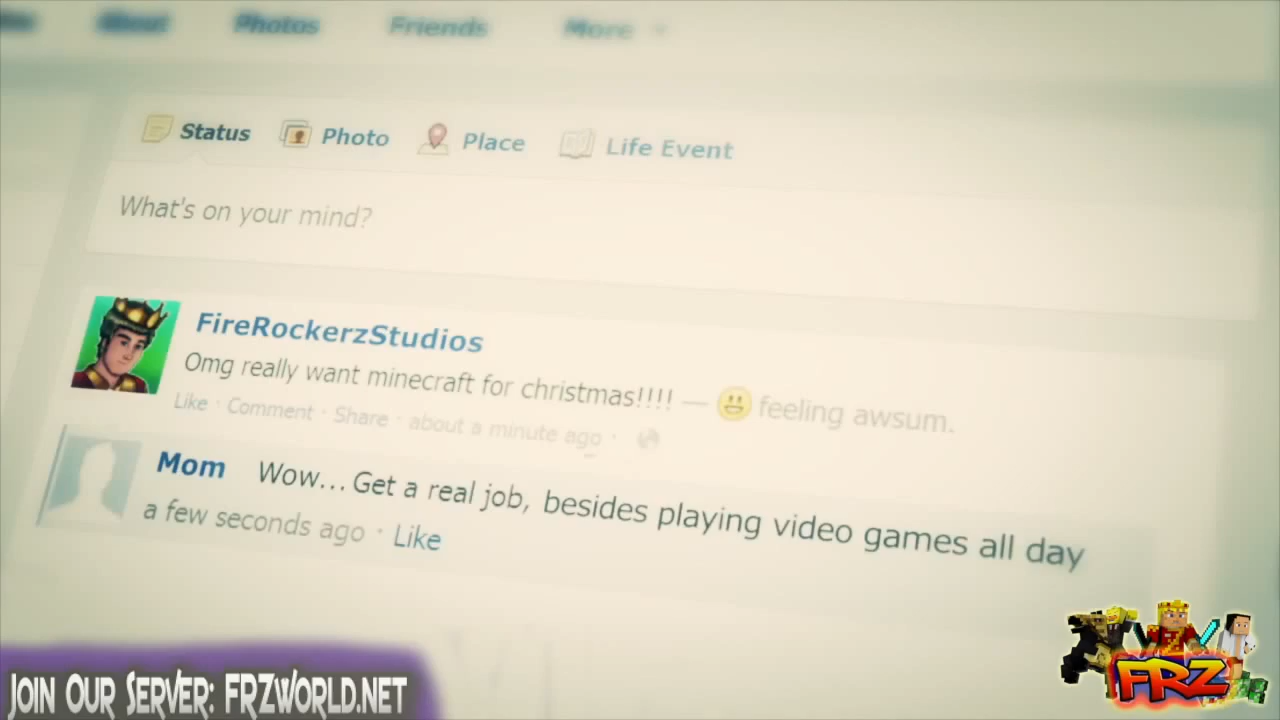 About Photos Friends More
Status Photo Place Life Event
What's on your mind?
FireRockerzStudios
Omg really want minecraft for christmas!!!! — feeling awsum.
Like · Comment · Share · about a minute ago ·
Mom Wow... Get a real job, besides playing video games all day
a few seconds ago · Like
FRZ
JOIN OUR SERVER: FRZWORLD.NET